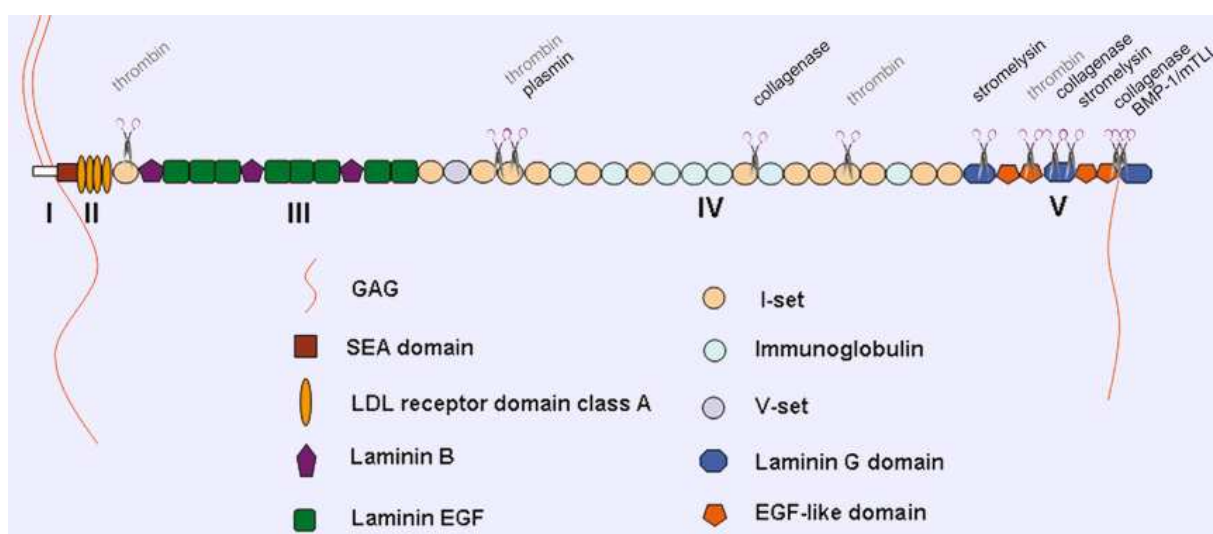 thrombin
thrombin
plasmin
collagenase
thrombin
stromelysin
thrombin
collagenase
stromelysin
collagenase
BMP-1/mTLL
I
II
III
IV
V
GAG
SEA domain
LDL receptor domain class A
Laminin B
Laminin EGF
I-set
Immunoglobulin
V-set
Laminin G domain
EGF-like domain